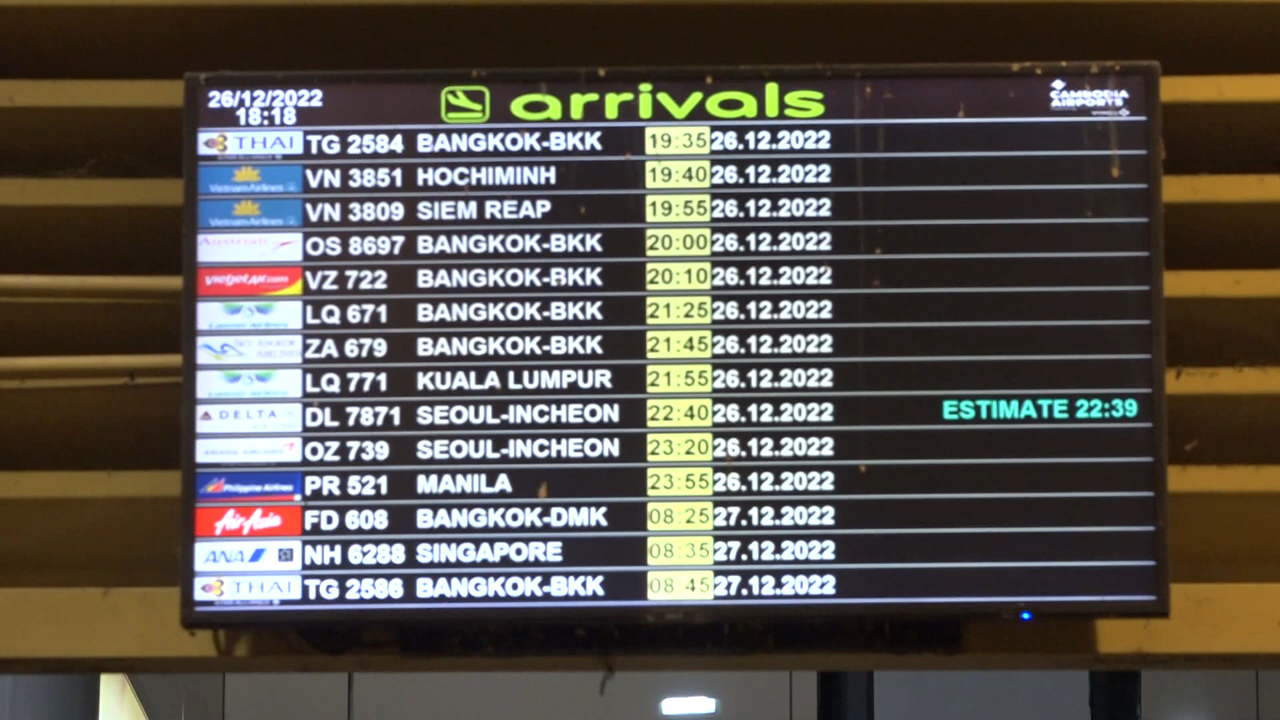 26/12/2022
18:18
arrivals
CAMBODIA
AIRPORTS
THAI TG 2584 BANGKOK-BKK 19:35 26.12.2022
Vietnam Airlines VN 3851 HOCHIMINH 19:40 26.12.2022
Vietnam Airlines VN 3809 SIEM REAP 19:55 26.12.2022
Austrian OS 8697 BANGKOK-BKK 20:00 26.12.2022
VietjetAir.com VZ 722 BANGKOK-BKK 20:10 26.12.2022
LQ 671 BANGKOK-BKK 21:25 26.12.2022
ZA 679 BANGKOK-BKK 21:45 26.12.2022
LQ 771 KUALA LUMPUR 21:55 26.12.2022
DELTA DL 7871 SEOUL-INCHEON 22:40 26.12.2022 ESTIMATE 22:39
OZ 739 SEOUL-INCHEON 23:20 26.12.2022
Philippine Airlines PR 521 MANILA 23:55 26.12.2022
AirAsia FD 608 BANGKOK-DMK 08:25 27.12.2022
ANA NH 6288 SINGAPORE 08:35 27.12.2022
THAI TG 2586 BANGKOK-BKK 08:45 27.12.2022